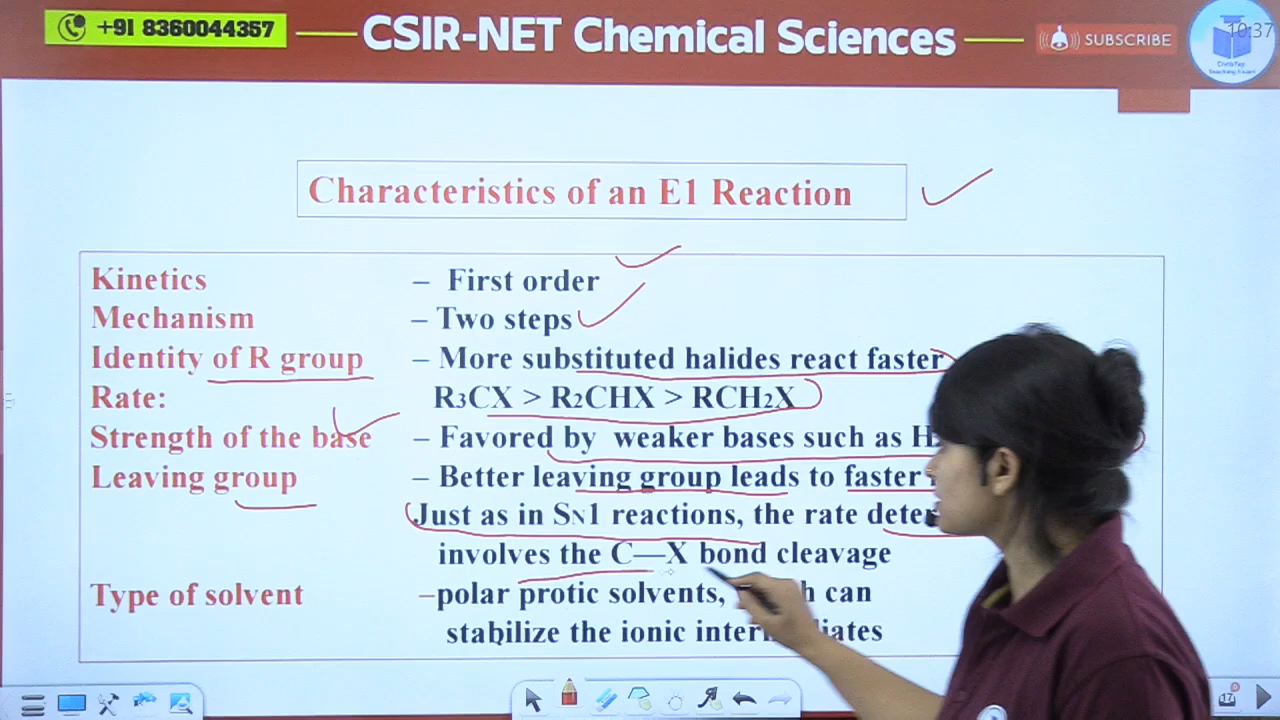 +91 8360044357
CSIR-NET Chemical Sciences
SUBSCRIBE
10:37
Characteristics of an E1 Reaction
Kinetics – First order
Mechanism – Two steps
Identity of R group – More substituted halides react faster
Rate: R3CX > R2CHX > RCH2X
Strength of the base – Favored by weaker bases such as
Leaving group – Better leaving group leads to faster
Just as in SN1 reactions, the rate
involves the C—X bond cleavage
Type of solvent –polar protic solvents, can
stabilize the ionic
17